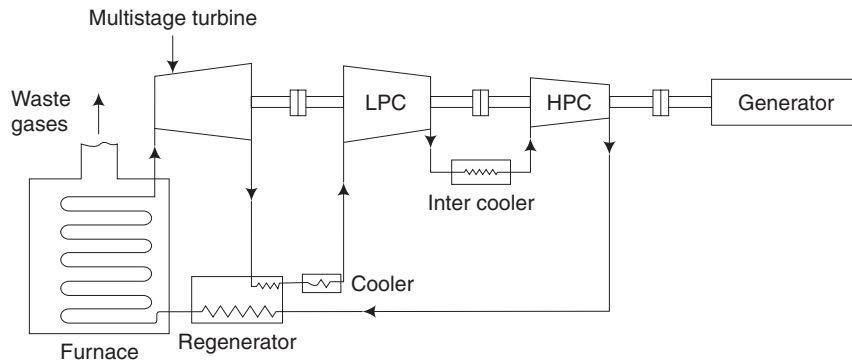 Multistage turbine
Waste
gases
LPC
HPC
Generator
Inter cooler
Cooler
Regenerator
Furnace